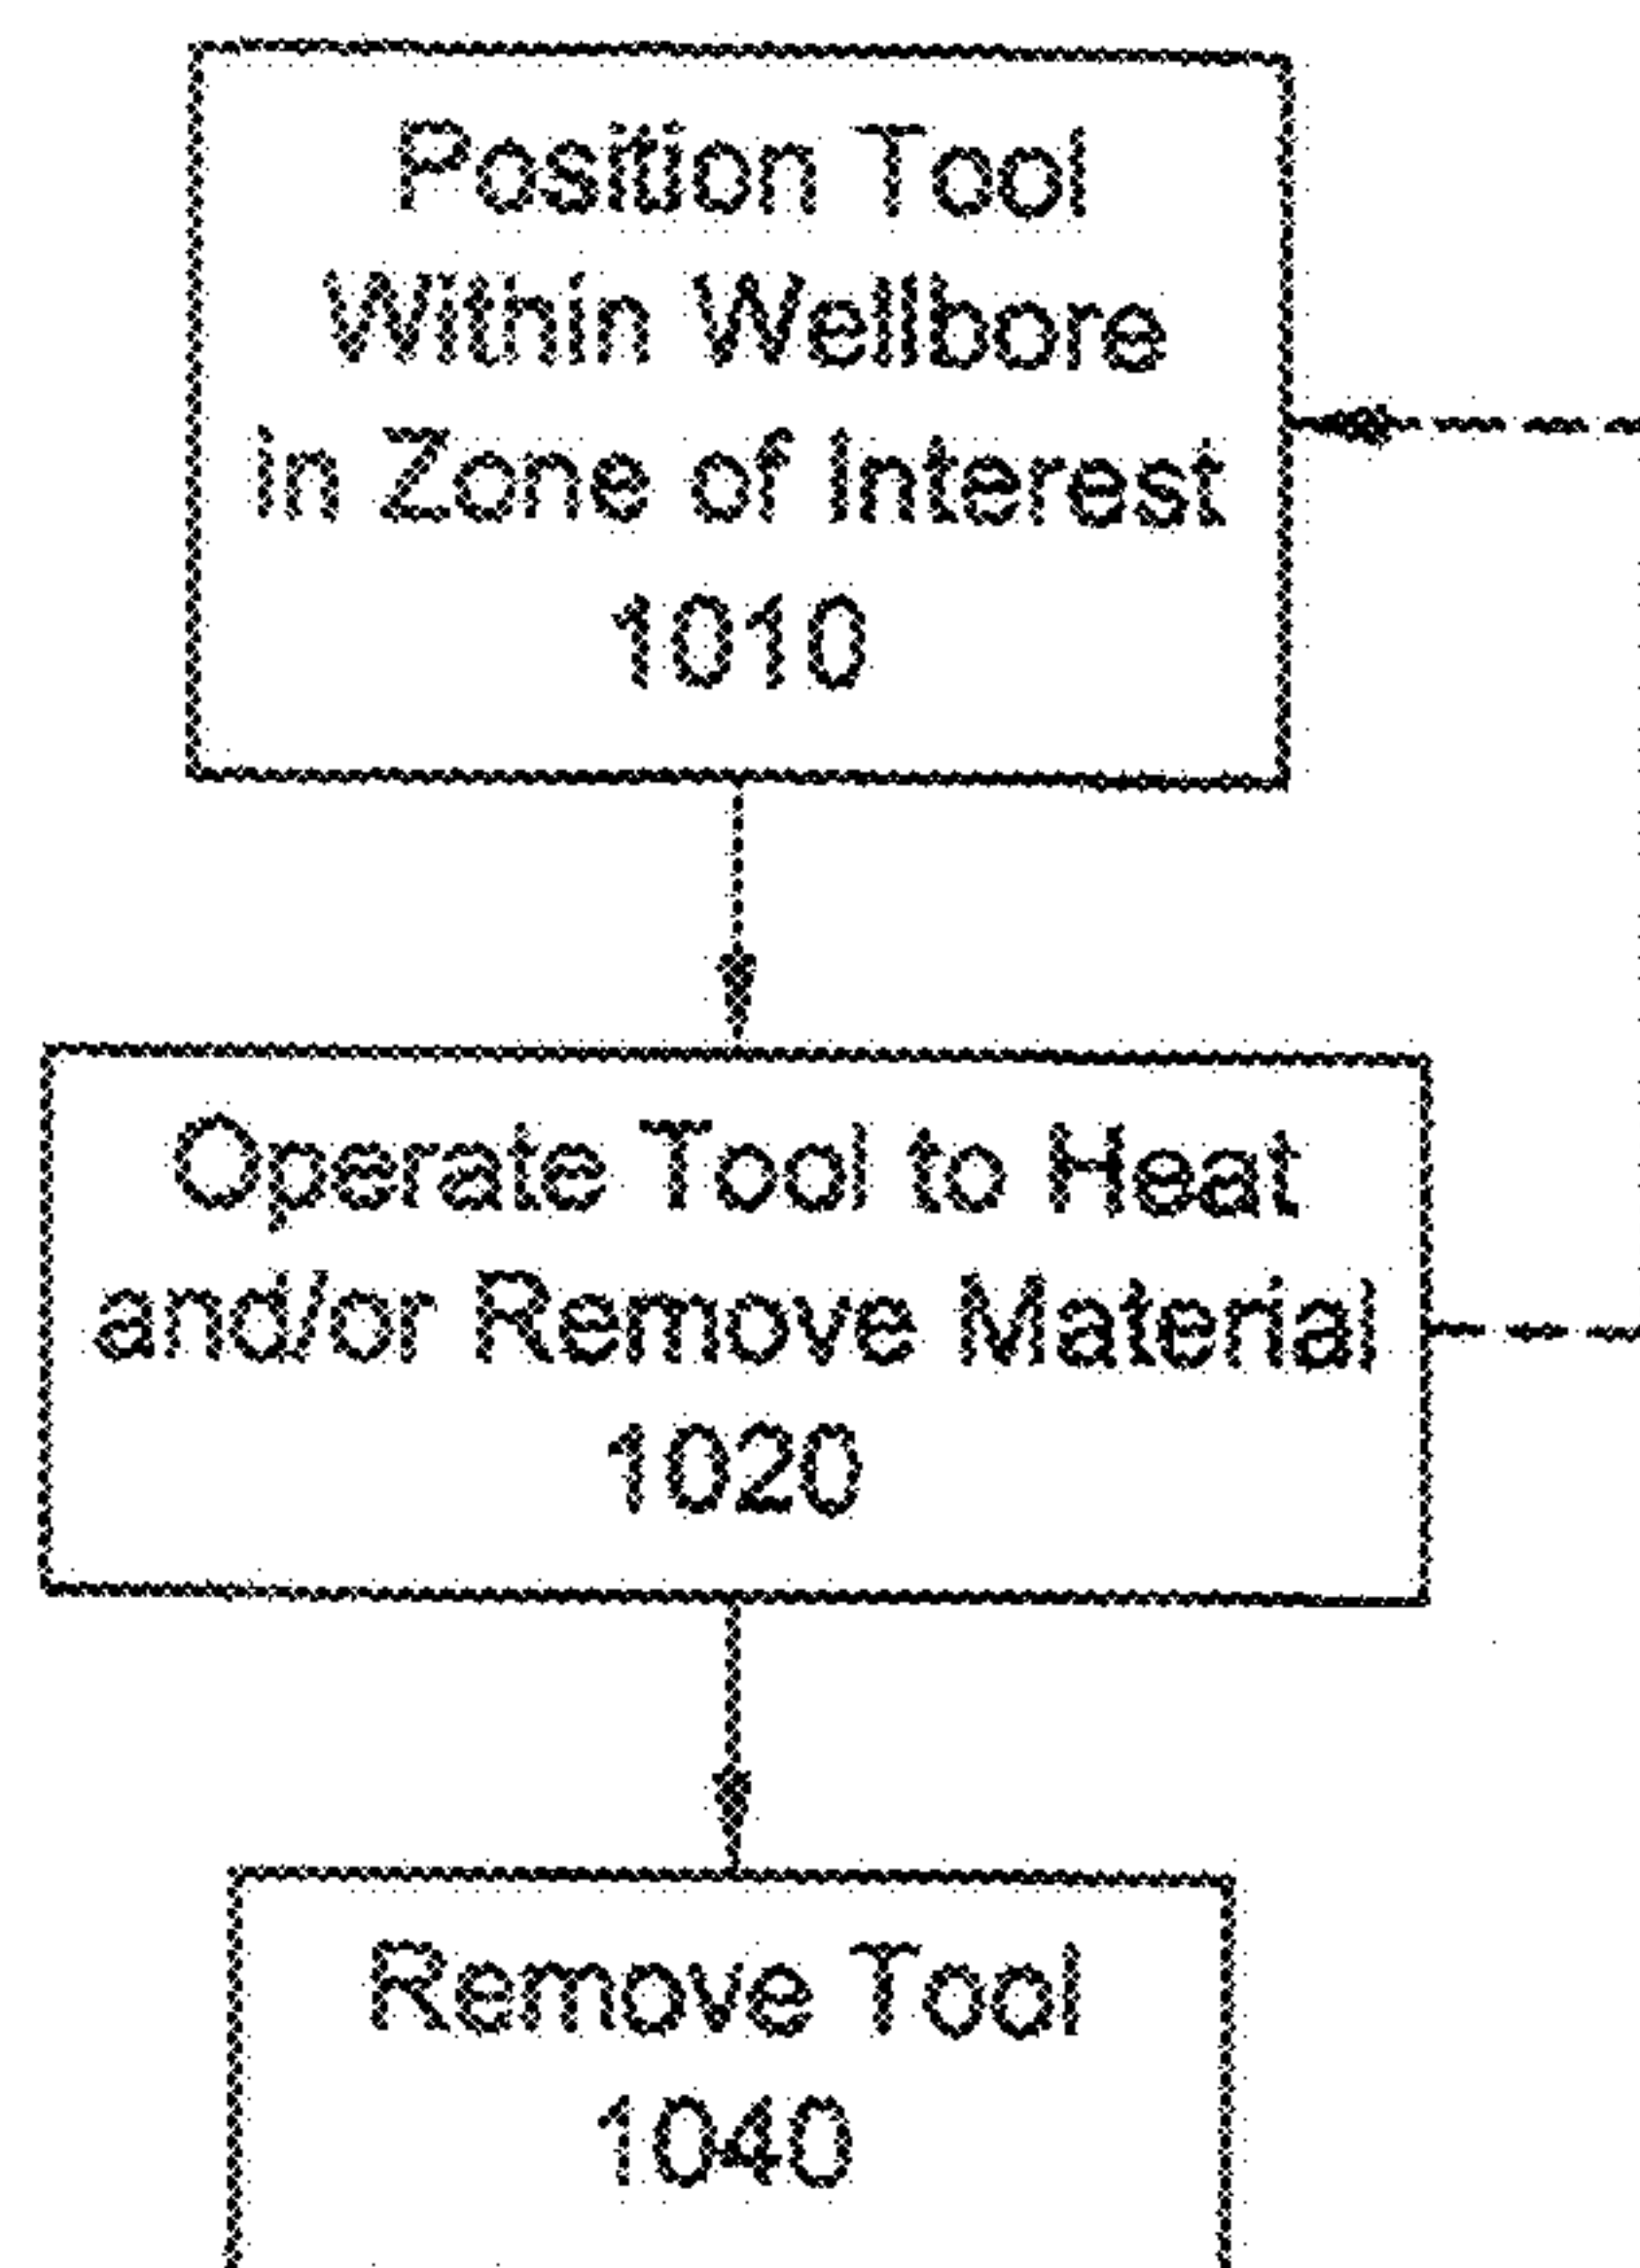 Position Tool
Within Wellbore
in Zone of Interest
1010
Operate Tool to Heat
and/or Remove Material
1020
Remove Tool
1040